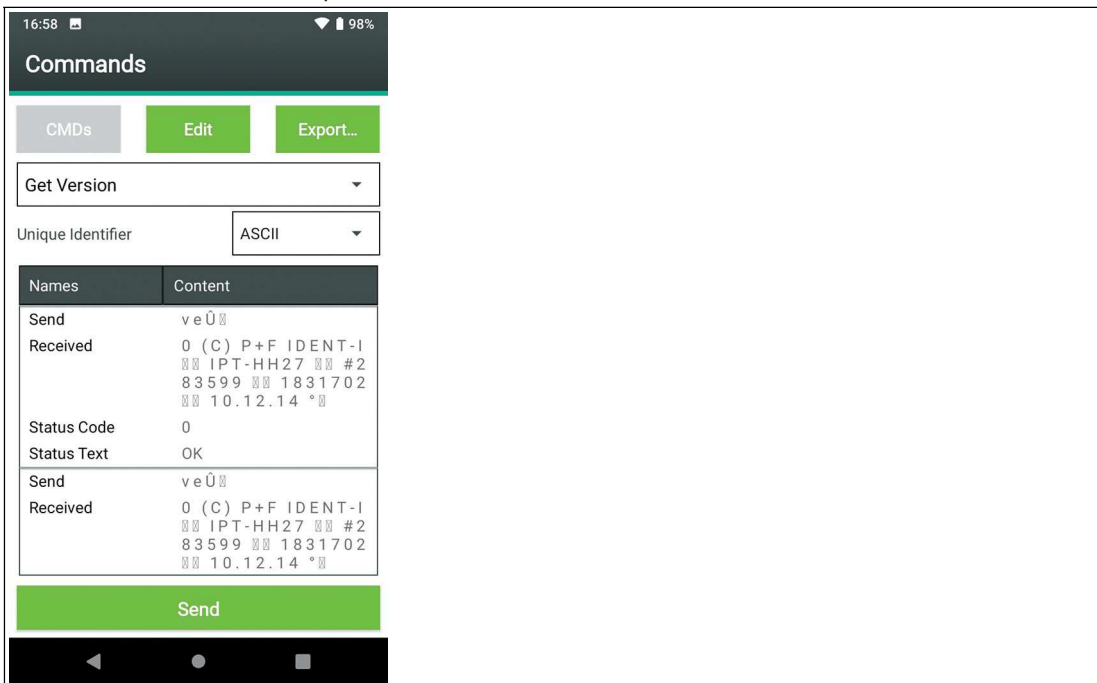 16:58 98%
Commands
CMDs Edit Export...
Get Version
Unique Identifier ASCII
Names Content
Send v e Û
Received 0 (C) P+F IDENT-I
IPT-HH27 #2
83599 1831702
10.12.14 °
Status Code 0
Status Text OK
Send v e Û
Received 0 (C) P+F IDENT-I
IPT-HH27 #2
83599 1831702
10.12.14 °
Send